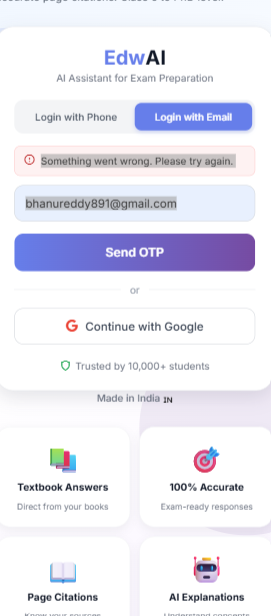 EdwAI
AI Assistant for Exam Preparation
Login with Phone
Login with Email
Something went wrong. Please try again.
bhanureddy891@gmail.com
Send OTP
or
G Continue with Google
Trusted by 10,000+ students
Made in India IN
Textbook Answers
Direct from your books
100% Accurate
Exam-ready responses
Page Citations
AI Explanations